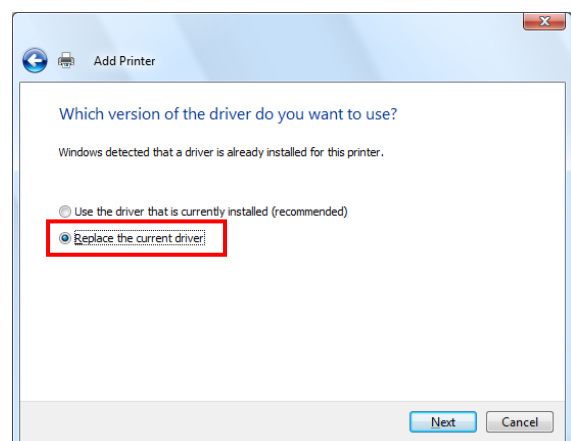 Add Printer
Which version of the driver do you want to use?
Windows detected that a driver is already installed for this printer.
Use the driver that is currently installed (recommended)
Replace the current driver
Next Cancel